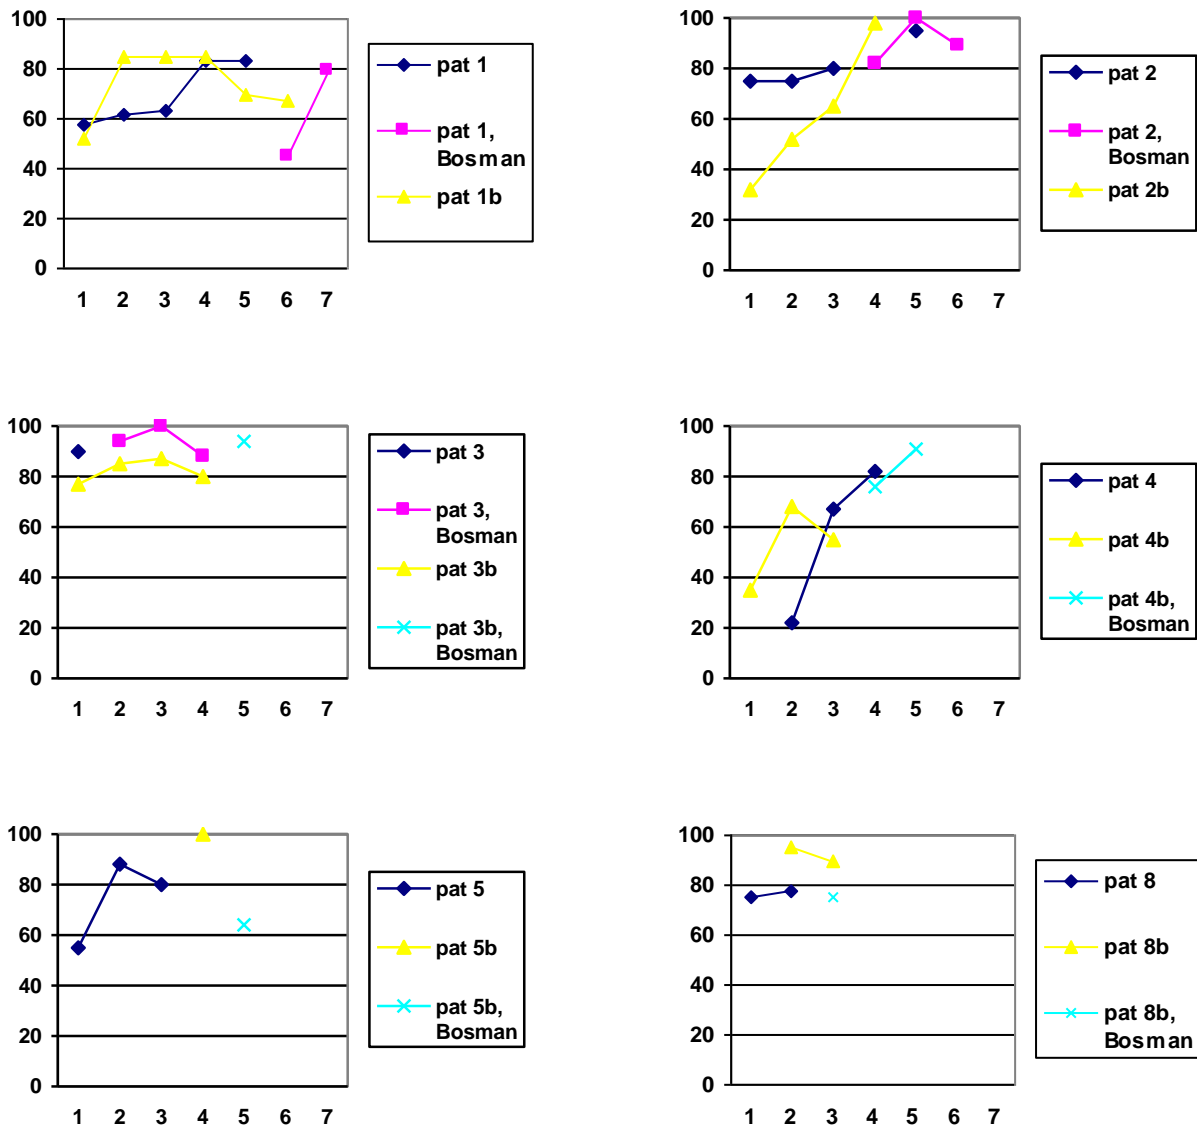 100
80
60
40
20
0
1 2 3 4 5 6 7
pat 1
pat 1,
Bosman
pat 1b
100
80
60
40
20
0
1 2 3 4 5 6 7
pat 2
pat 2,
Bosman
pat 2b
100
80
60
40
20
0
1 2 3 4 5 6 7
pat 3
pat 3,
Bosman
pat 3b
pat 3b,
Bosman
100
80
60
40
20
0
1 2 3 4 5 6 7
pat 4
pat 4b
pat 4b,
Bosman
100
80
60
40
20
0
1 2 3 4 5 6 7
pat 5
pat 5b
pat 5b,
Bosman
100
80
60
40
20
0
1 2 3 4 5 6 7
pat 8
pat 8b
pat 8b,
Bosman